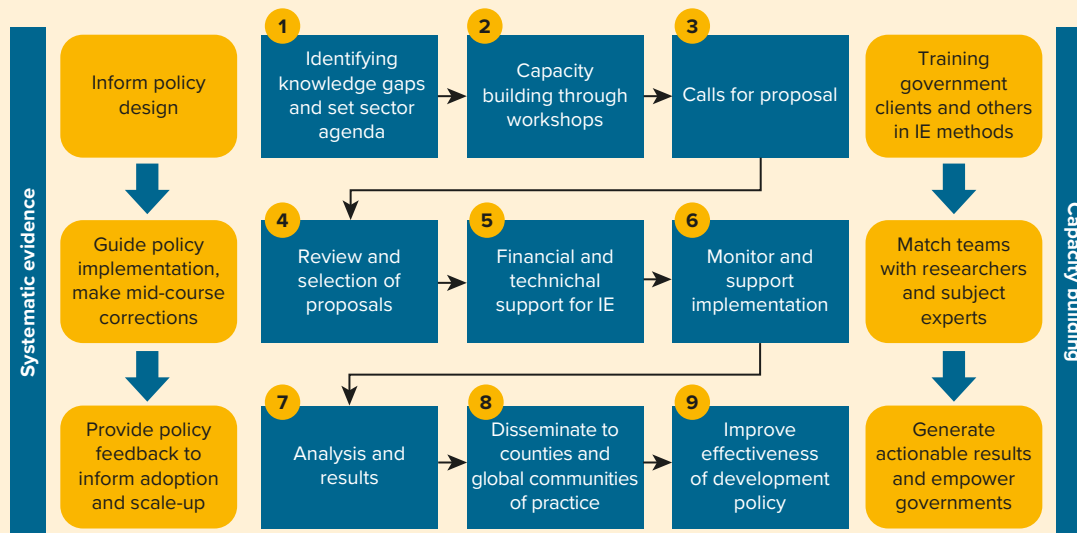 Systematic evidence
Inform policy
design
Guide policy
implementation,
make mid-course
corrections
Provide policy
feedback to
inform adoption
and scale-up
1
Identifying
knowledge gaps
and set sector
agenda
2
Capacity
building through
workshops
3
Calls for proposal
4
Review and
selection of
proposals
5
Financial and
technichal
support for IE
6
Monitor and
support
implementation
7
Analysis and
results
8
Disseminate to
counties and
global communities
of practice
9
Improve
effectiveness
of development
policy
Training
government
clients and others
in IE methods
Match teams
with researchers
and subject
experts
Generate
actionable results
and empower
governments
Capacity building